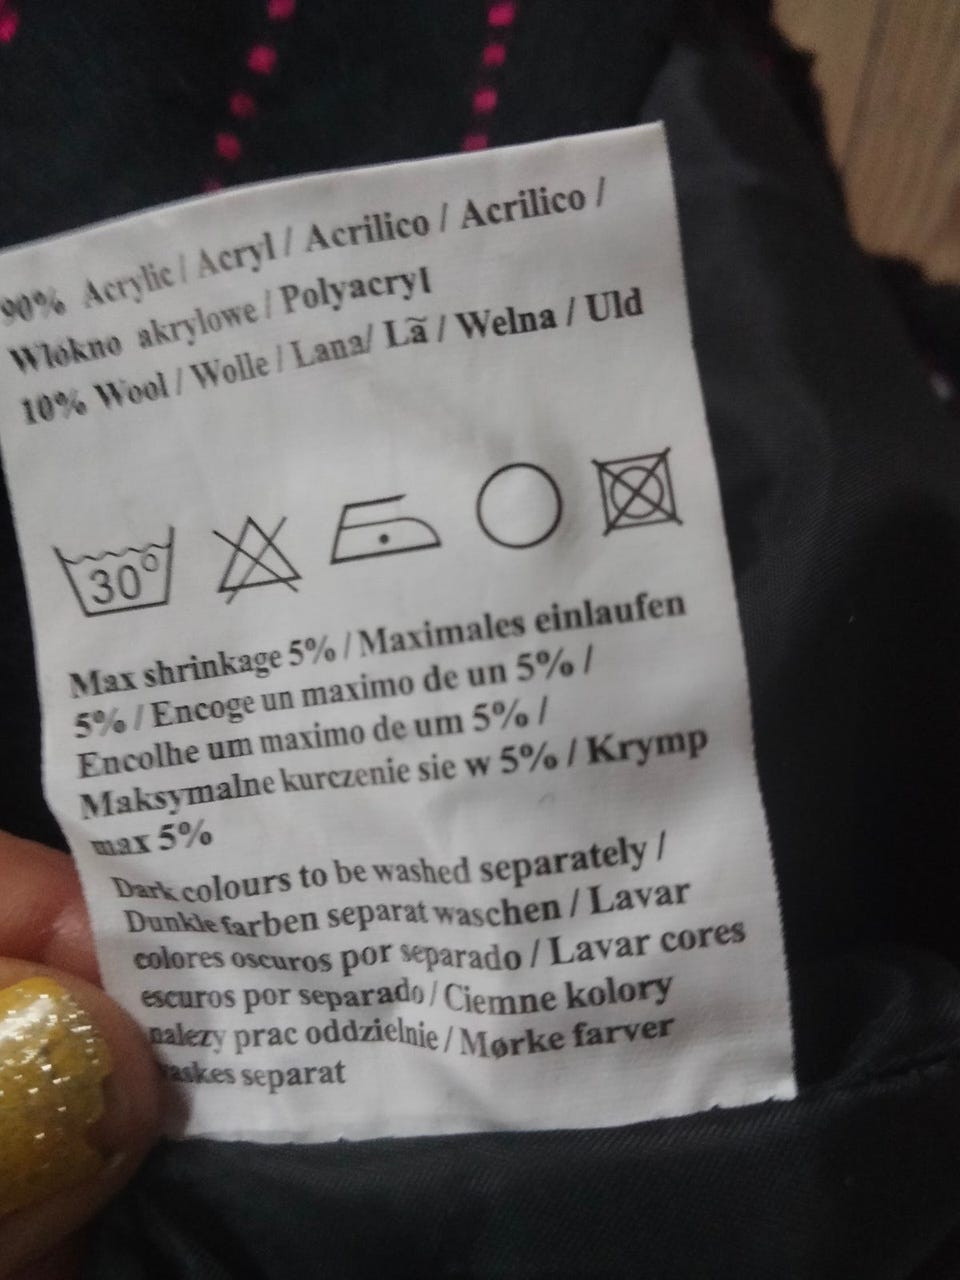 90% Acrylic / Acryl / Acrilico / Acrilico /
Wlokno akrylowe / Polyacryl
10% Wool / Wolle / Lana/ Lã / Welna / Uld
30°
Max shrinkage 5% / Maximales einlaufen
5% / Encoge un maximo de un 5% /
Encolhe um maximo de um 5% /
Maksymalne kurczenie sie w 5% / Krymp
max 5%
Dark colours to be washed separately /
Dunkle farben separat waschen / Lavar
colores oscuros por separado / Lavar cores
escuros por separado / Ciemne kolory
nalezy prac oddzielnie / Mørke farver
separat